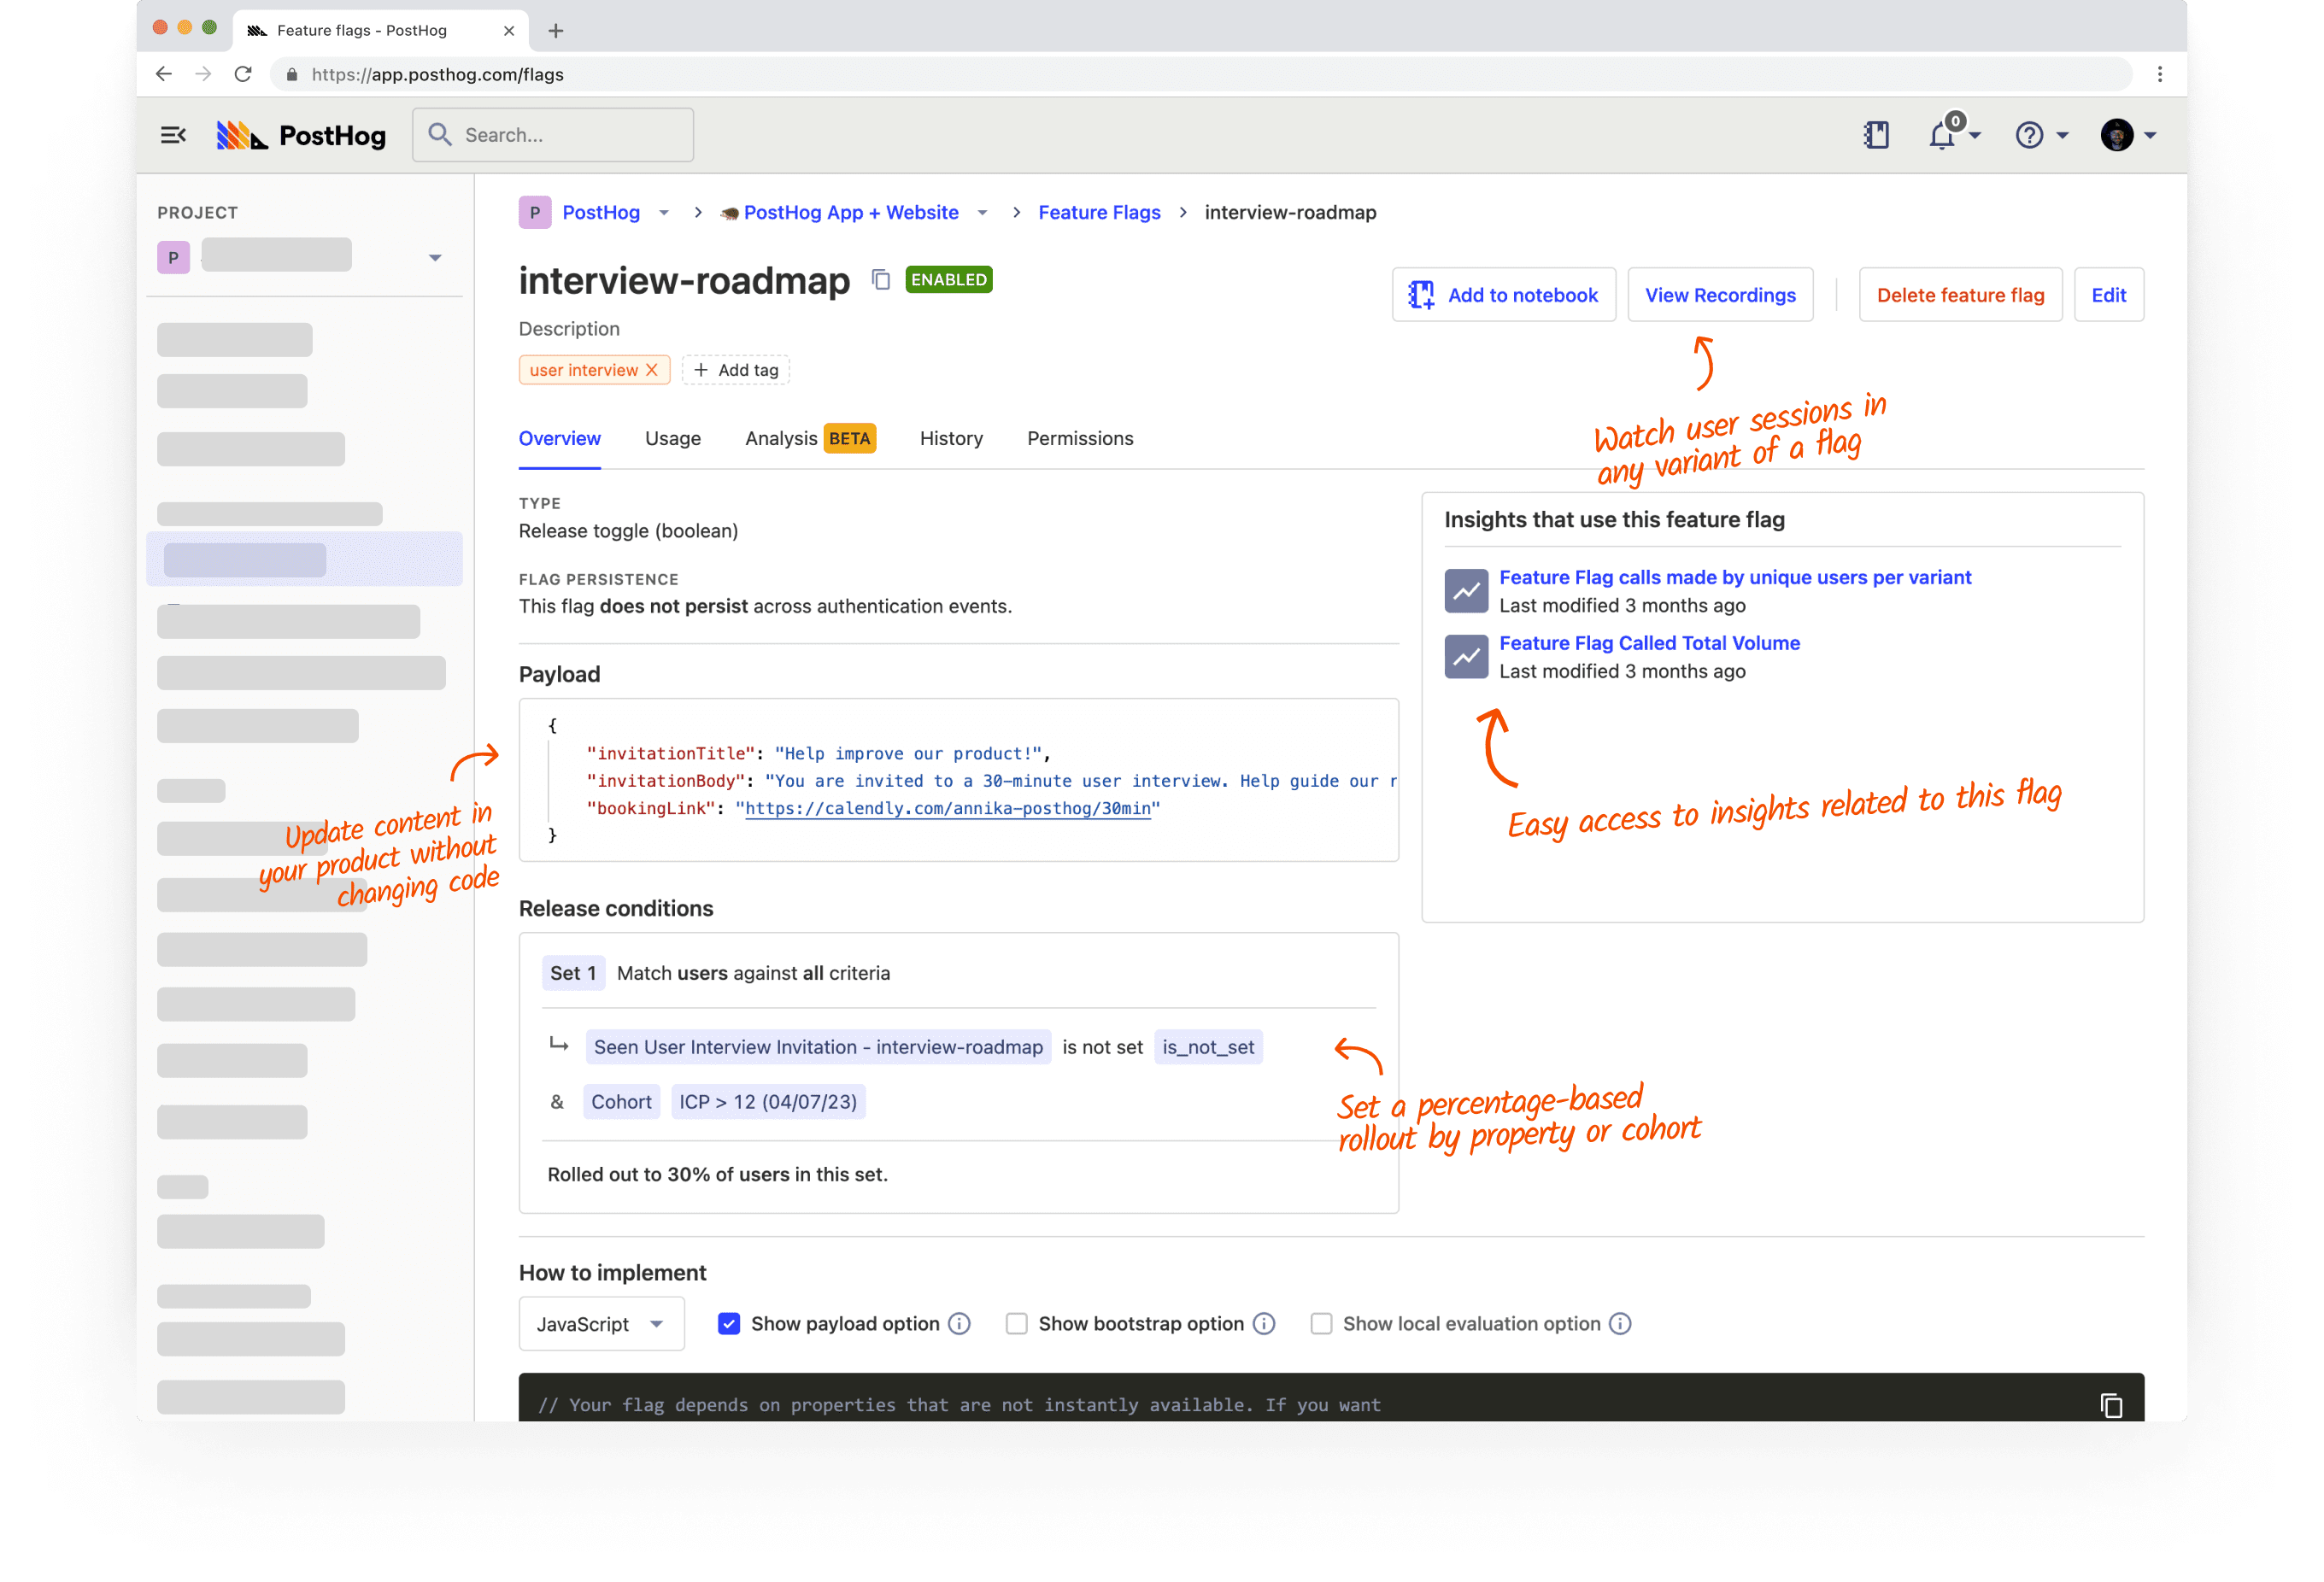 Feature flags - PostHog
https://app.posthog.com/flags
PostHog
Search...
0
PROJECT
P
P PostHog > PostHog App + Website > Feature Flags > interview-roadmap
interview-roadmap ENABLED
Add to notebook
View Recordings
Delete feature flag
Edit
Description
user interview X
+ Add tag
Watch user sessions in
any variant of a flag
Overview Usage Analysis BETA History Permissions
TYPE
Release toggle (boolean)
FLAG PERSISTENCE
This flag does not persist across authentication events.
Insights that use this feature flag
Feature Flag calls made by unique users per variant
Last modified 3 months ago
Feature Flag Called Total Volume
Last modified 3 months ago
Easy access to insights related to this flag
Payload
{
"invitationTitle": "Help improve our product!",
"invitationBody": "You are invited to a 30-minute user interview. Help guide our r
"bookingLink": "https://calendly.com/annika-posthog/30min"
}
Update content in
your product without
changing code
Release conditions
Set 1 Match users against all criteria
Seen User Interview Invitation - interview-roadmap is not set is_not_set
& Cohort ICP > 12 (04/07/23)
Set a percentage-based
rollout by property or cohort
Rolled out to 30% of users in this set.
How to implement
JavaScript
Show payload option
Show bootstrap option
Show local evaluation option
// Your flag depends on properties that are not instantly available. If you want